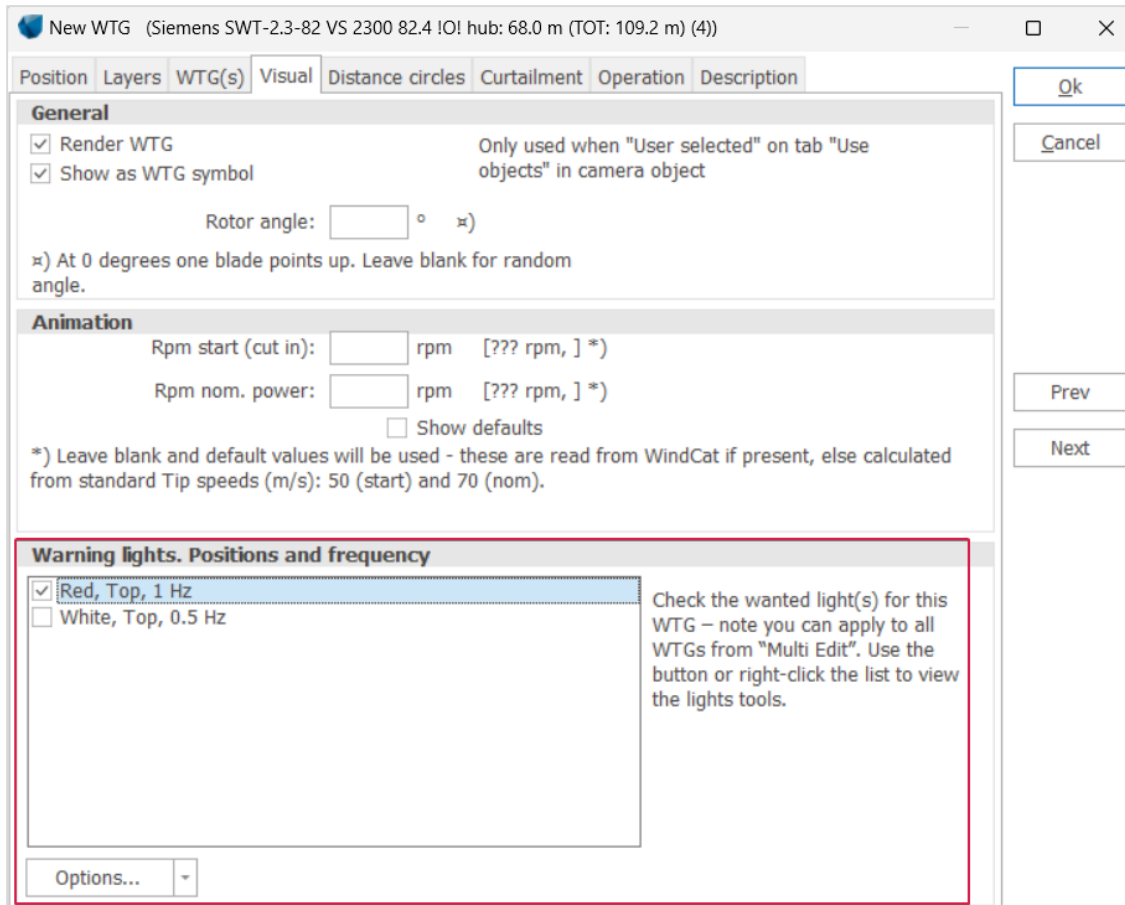 New WTG (Siemens SWT-2.3-82 VS 2300 82.4 !O! hub: 68.0 m (TOT: 109.2 m) (4))
Position Layers WTG(s) Visual Distance circles Curtailment Operation Description
Ok
Cancel
General
Render WTG
Show as WTG symbol
Only used when "User selected" on tab "Use
objects" in camera object
Rotor angle: ° ¤)
¤) At 0 degrees one blade points up. Leave blank for random
angle.
Animation
Rpm start (cut in): rpm [??? rpm, ] *)
Rpm nom. power: rpm [??? rpm, ] *)
Show defaults
*) Leave blank and default values will be used - these are read from WindCat if present, else calculated
from standard Tip speeds (m/s): 50 (start) and 70 (nom).
Prev
Next
Warning lights. Positions and frequency
Red, Top, 1 Hz
White, Top, 0.5 Hz
Check the wanted light(s) for this
WTG – note you can apply to all
WTGs from “Multi Edit”. Use the
button or right-click the list to view
the lights tools.
Options...